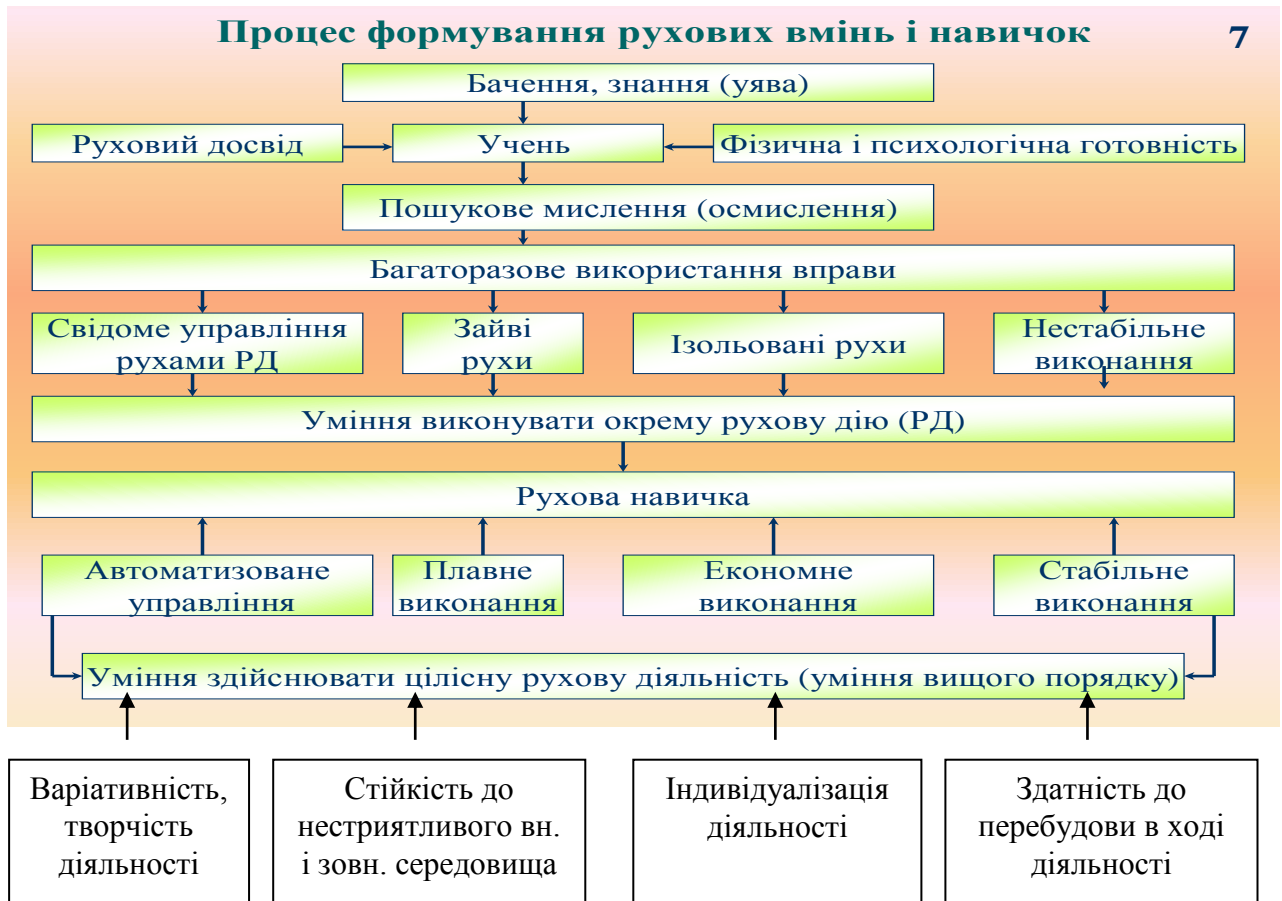 Процес формування рухових вмінь і навичок
7
Бачення, знання (уява)
Руховий досвід
Учень
Фізична і психологічна готовність
Пошукове мислення (осмислення)
Багаторазове використання вправи
Свідоме управління
рухами РД
Зайві
рухи
Ізольовані рухи
Нестабільне
виконання
Уміння виконувати окрему рухову дію (РД)
Рухова навичка
Автоматизоване
управління
Плавне
виконання
Економне
виконання
Стабільне
виконання
Уміння здійснювати цілісну рухову діяльність (уміння вищого порядку)
Варіативність,
творчість
діяльності
Стійкість до
нестриятливого вн.
і зовн. середовища
Індивідуалізація
діяльності
Здатність до
перебудови в ході
діяльності